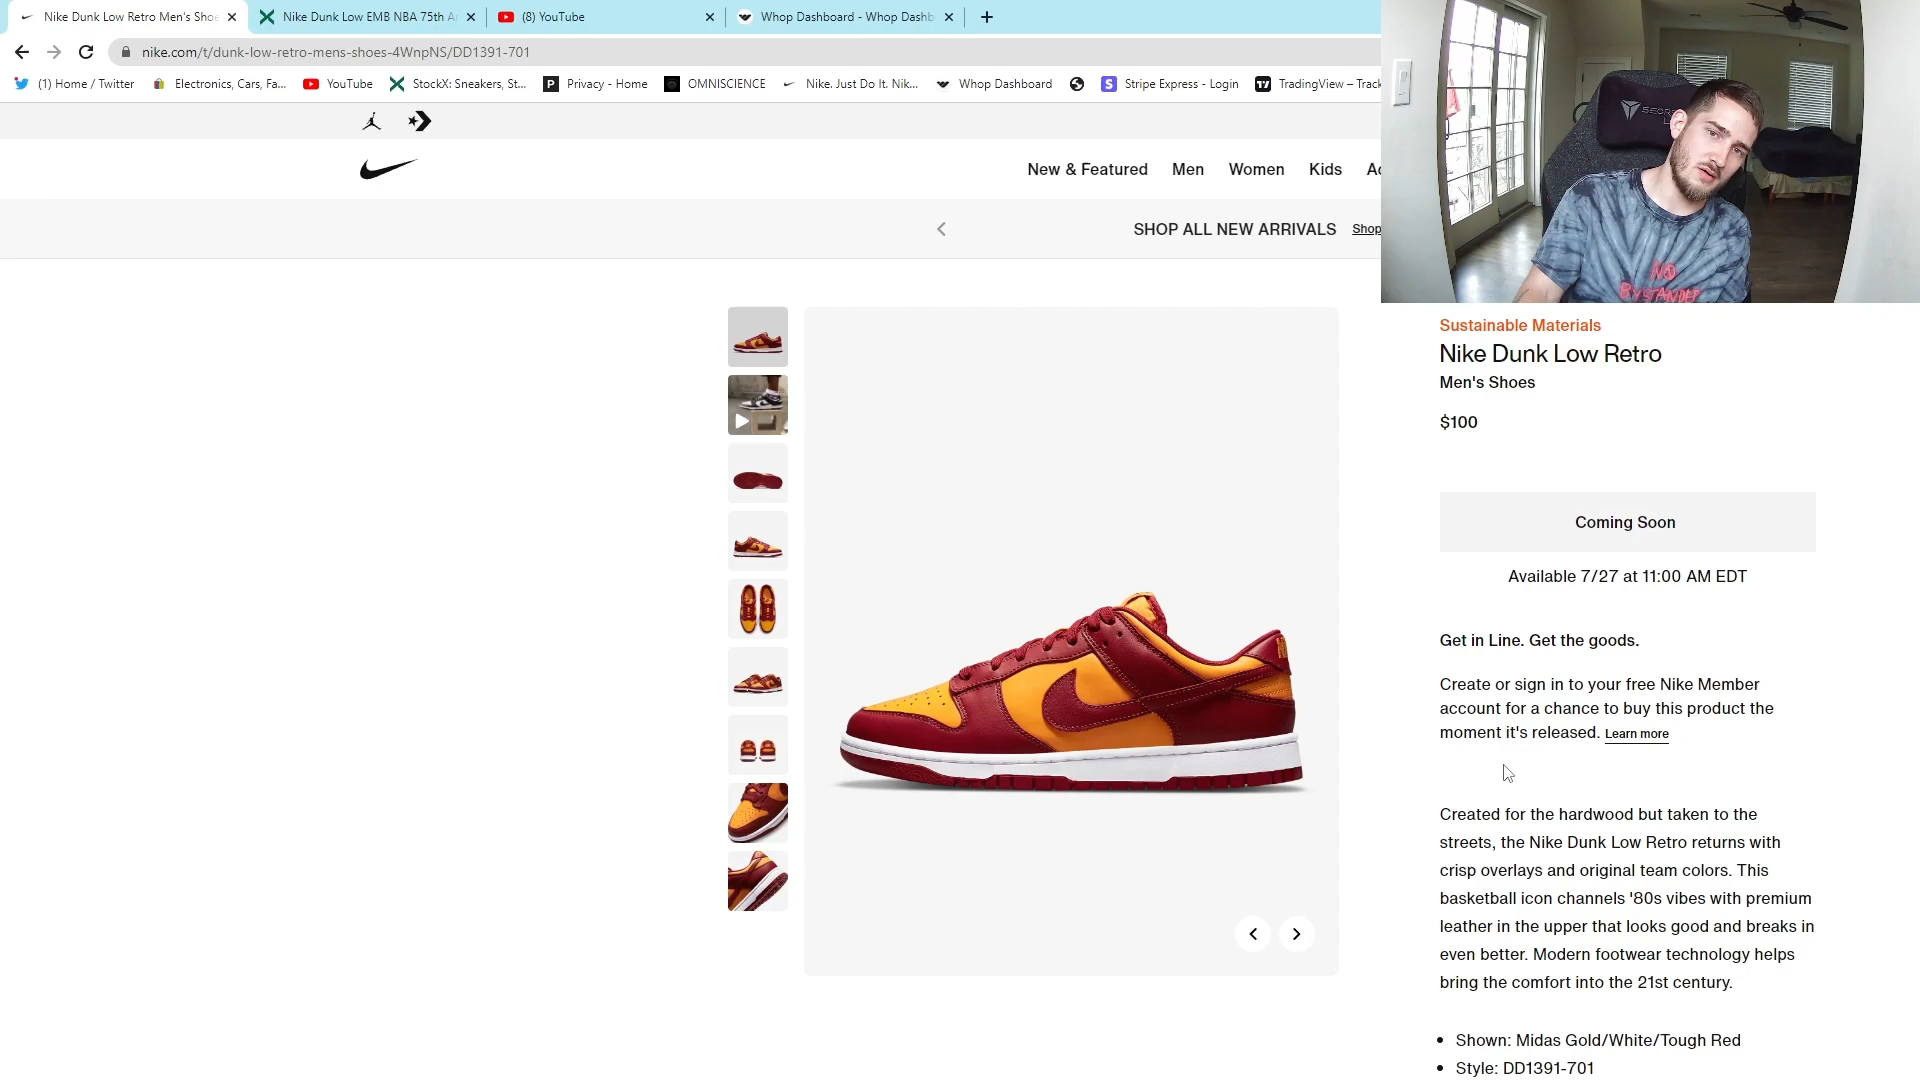 Nike Dunk Low Retro Men's Shoe
Nike Dunk Low EMB NBA 75th A
(8) YouTube
Whop Dashboard - Whop Dashb
nike.com/t/dunk-low-retro-mens-shoes-4WnpNS/DD1391-701
(1) Home / Twitter
Electronics, Cars, Fa...
YouTube
StockX: Sneakers, St...
P
Privacy - Home
OMNISCIENCE
Nike. Just Do It. Nik...
Whop Dashboard
S
Stripe Express - Login
TradingView – Track
New & Featured
Men
Women
Kids
SHOP ALL NEW ARRIVALS
Shop
NO
BYSTANDER
Sustainable Materials
Nike Dunk Low Retro
Men's Shoes
$100
Coming Soon
Available 7/27 at 11:00 AM EDT
Get in Line. Get the goods.
Create or sign in to your free Nike Member
account for a chance to buy this product the
moment it's released. Learn more
Created for the hardwood but taken to the
streets, the Nike Dunk Low Retro returns with
crisp overlays and original team colors. This
basketball icon channels '80s vibes with premium
leather in the upper that looks good and breaks in
even better. Modern footwear technology helps
bring the comfort into the 21st century.
Shown: Midas Gold/White/Tough Red
Style: DD1391-701